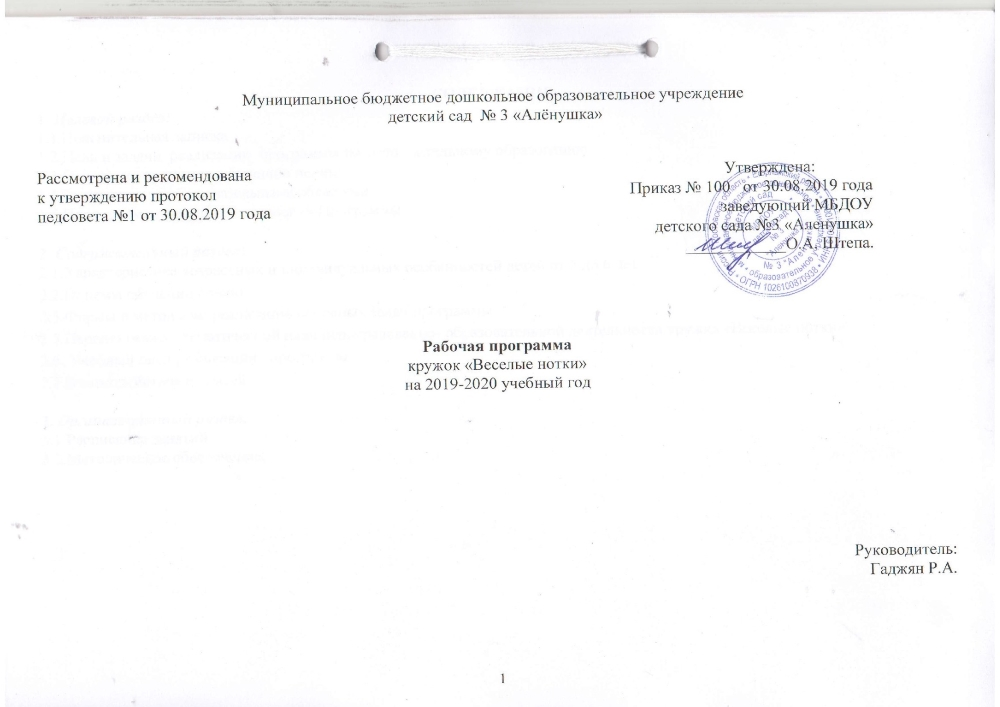 Муниципальное бюджетное дошкольное образовательное учреждение
детский сад № 3 «Алёнушка»
Рассмотрена и рекомендована
к утверждению протокол
педсовета №1 от 30.08.2019 года
Утверждена:
Приказ № 100 от 30.08.2019 года
заведующий МБДОУ
детского сада №3 «Аленушка»
О.А. Штепа.
ОГРН 1026100870938
Рабочая программа
кружок «Веселые нотки»
на 2019-2020 учебный год
Руководитель:
Гаджян Р.А.
1